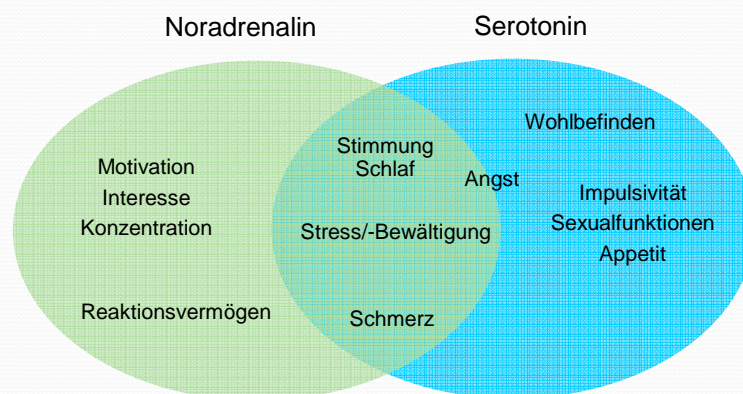 Noradrenalin
Serotonin
Motivation
Interesse
Konzentration
Reaktionsvermögen
Stimmung
Schlaf
Angst
Stress/-Bewältigung
Schmerz
Wohlbefinden
Impulsivität
Sexualfunktionen
Appetit